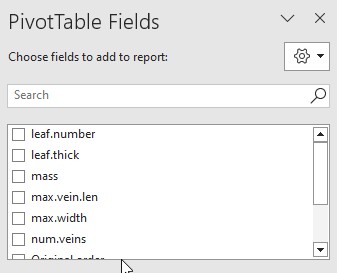 PivotTable Fields
Choose fields to add to report:
Search
leaf.number
leaf.thick
mass
max.vein.len
max.width
num.veins